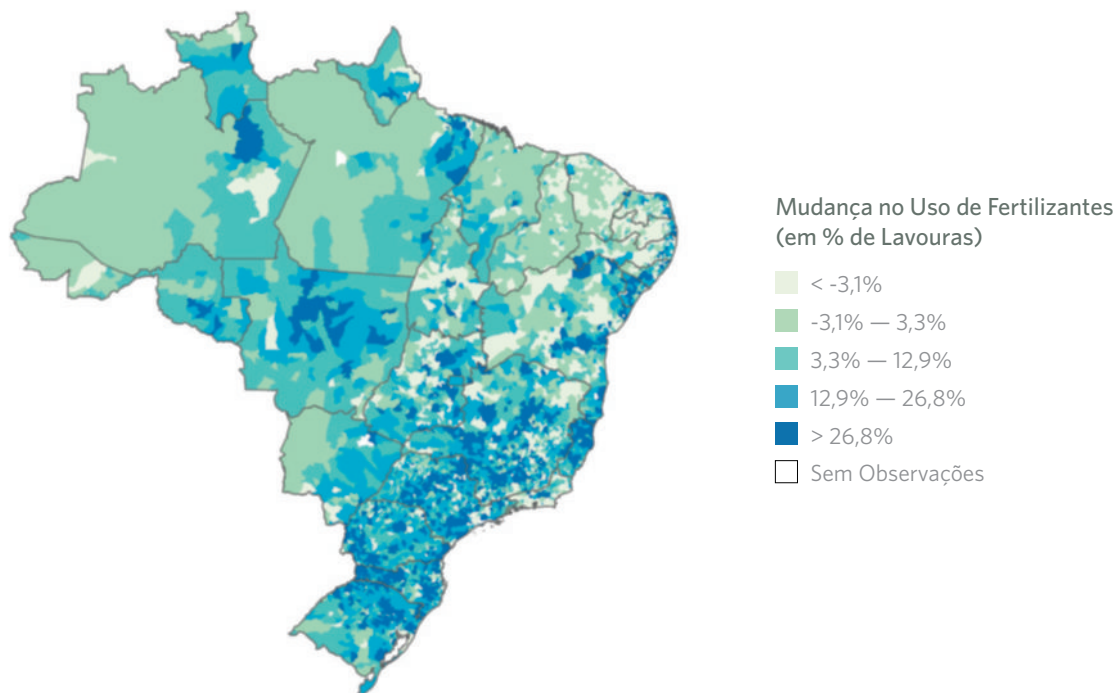 Mudança no Uso de Fertilizantes
(em % de Lavouras)
< -3,1%
-3,1% — 3,3%
3,3% — 12,9%
12,9% — 26,8%
> 26,8%
Sem Observações